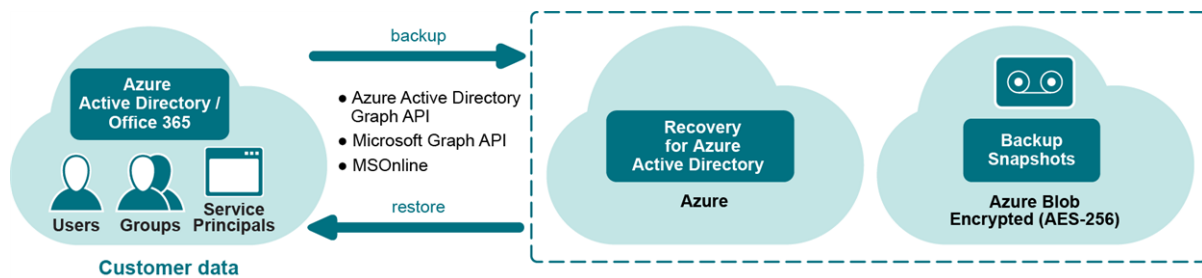 Azure
Active Directory /
Office 365
Users
Groups
Service
Principals
Customer data
backup
• Azure Active Directory
Graph API
• Microsoft Graph API
• MSOnline
restore
Recovery
for Azure
Active Directory
Azure
Backup
Snapshots
Azure Blob
Encrypted (AES-256)